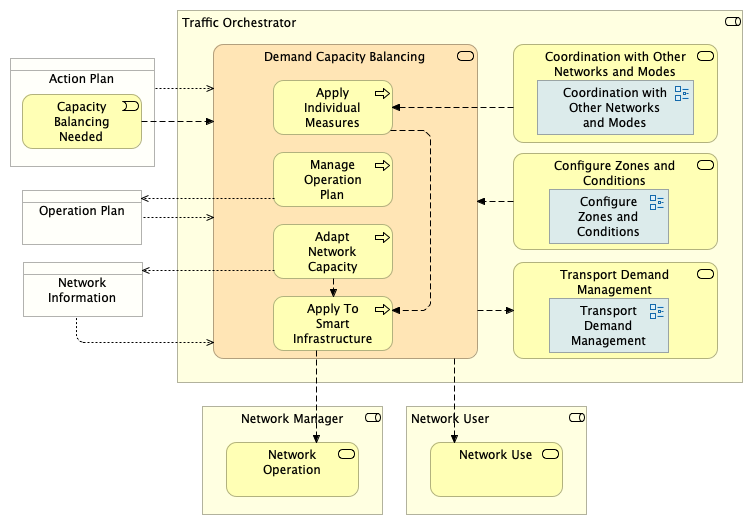 Traffic Orchestrator
Action Plan
Capacity
Balancing
Needed
Operation Plan
Network
Information
Demand Capacity Balancing
Apply
Individual
Measures
Manage
Operation
Plan
Adapt
Network
Capacity
Apply To
Smart
Infrastructure
Coordination with Other
Networks and Modes
Coordination with
Other Networks
and Modes
Configure Zones and
Conditions
Configure
Zones and
Conditions
Transport Demand
Management
Transport
Demand
Management
Network Manager
Network
Operation
Network User
Network Use